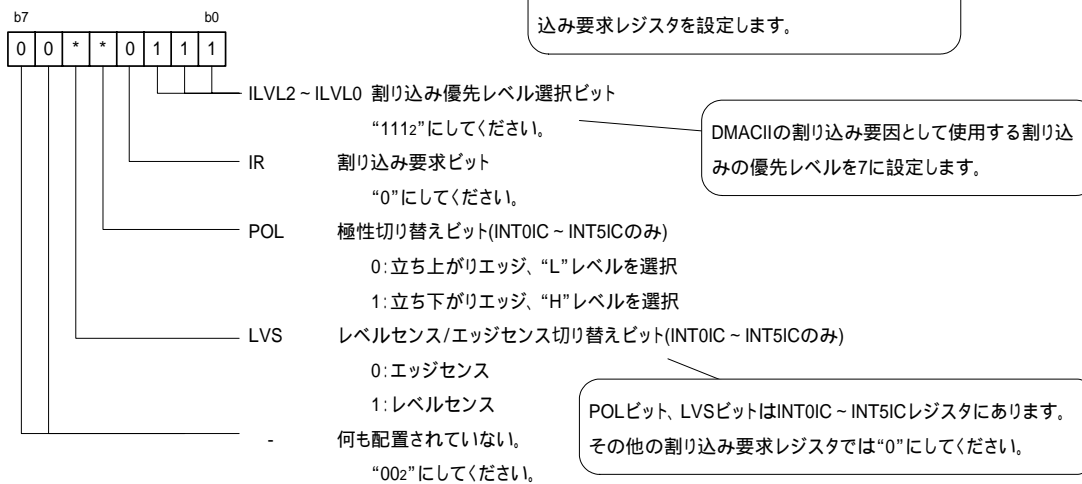 込み要求レジスタを設定します。
b7 b0
0 0 * * 0 1 1 1
ILVL2 ~ ILVL0 割り込み優先レベル選択ビット
“1112”にしてください。
DMACIIの割り込み要因として使用する割り込
みの優先レベルを7に設定します。
IR 割り込み要求ビット
“0”にしてください。
POL 極性切り替えビット(INT0IC ~ INT5ICのみ)
0:立ち上がりエッジ、“L”レベルを選択
1:立ち下がりエッジ、“H”レベルを選択
LVS レベルセンス/エッジセンス切り替えビット(INT0IC ~ INT5ICのみ)
0:エッジセンス
1:レベルセンス
POLビット、LVSビットはINT0IC ~ INT5ICレジスタにあります。
その他の割り込み要求レジスタでは“0”にしてください。
- 何も配置されていない。
“002”にしてください。